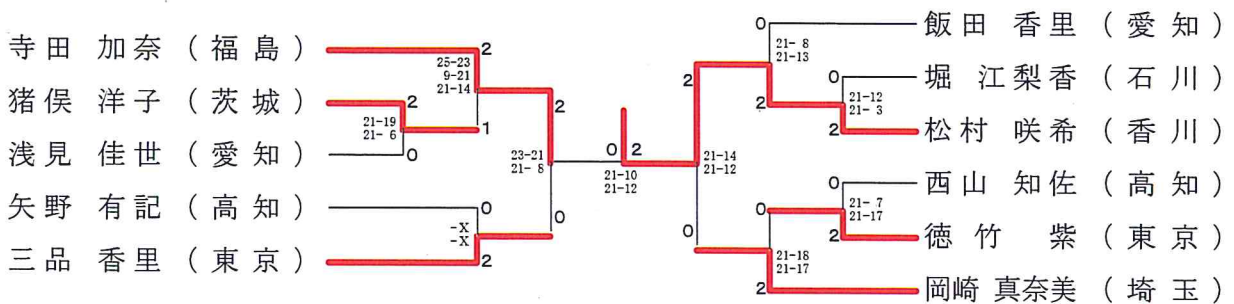 寺田 加奈 ( 福 島 )
2
25-23
9-21
21-14
猪俣 洋子 ( 茨 城 )
2
21-19
21- 6
1
浅見 佳世 ( 愛 知 )
0
2
23-21
21- 8
矢野 有記 ( 高 知 )
0
-X
-X
0
三品 香里 ( 東 京 )
2
0 2
21-10
21-12
飯田 香里 ( 愛 知 )
0
21- 8
21-13
堀 江梨香 ( 石 川 )
0
21-12
21- 3
2
2
松村 咲希 ( 香 川 )
2
21-14
21-12
西山 知佐 ( 高 知 )
0
21- 7
21-17
0
徳竹 紫 ( 東 京 )
2
0
21-18
21-17
岡崎 真奈美 ( 埼 玉 )
2